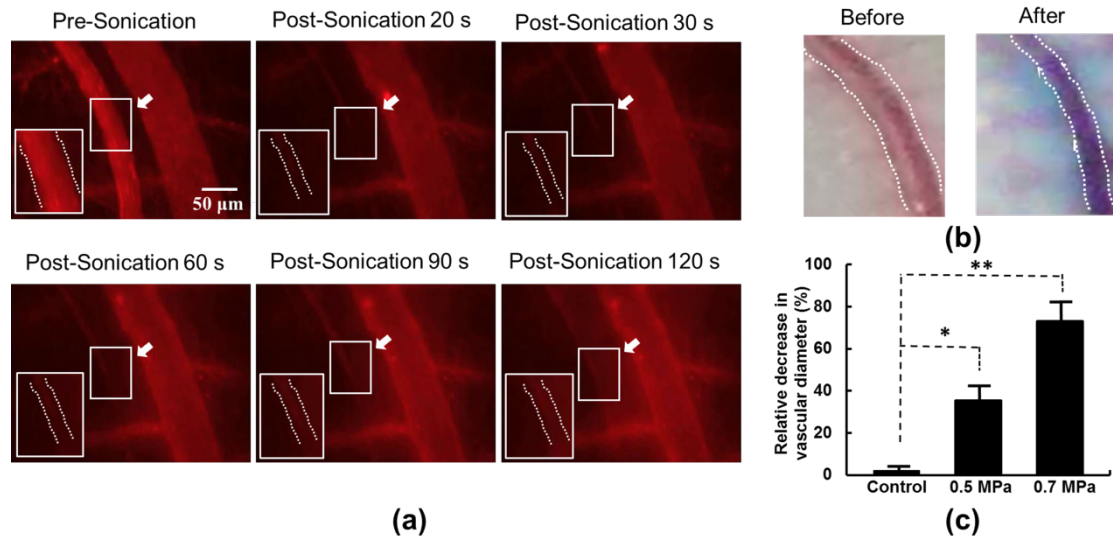 Pre-Sonication
Post-Sonication 20 s
Post-Sonication 30 s
50 µm
Post-Sonication 60 s
Post-Sonication 90 s
Post-Sonication 120 s
(a)
Before
After
(b)
Relative decrease in
vascular diameter (%)
100
80
60
40
20
0
**
*
Control
0.5 MPa
0.7 MPa
(c)